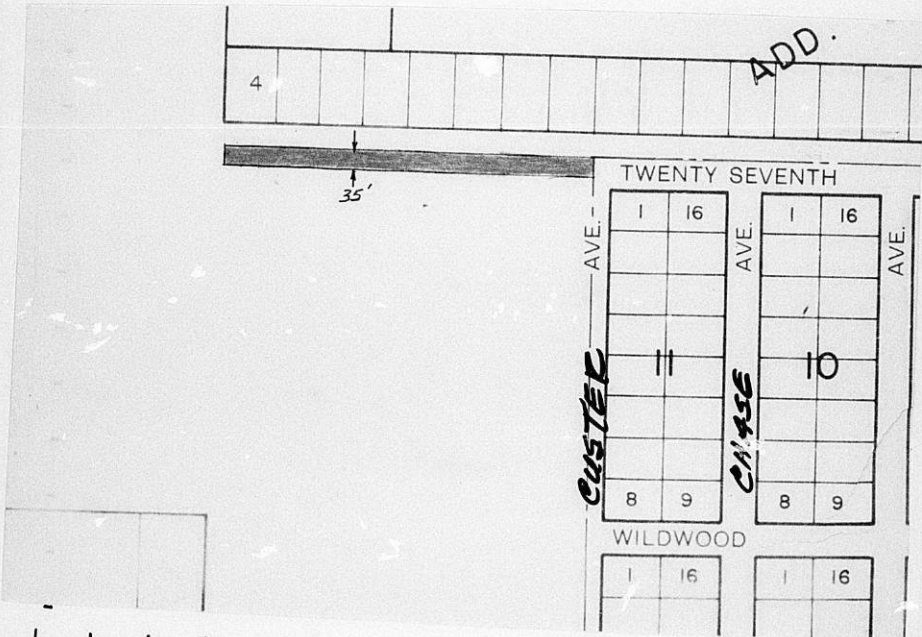 ADD.
4
35'
TWENTY SEVENTH
1 16 1 16
AVE. AVE. AVE.
11 10
CUSTER CHASE
8 9 8 9
WILDWOOD
1 16 1 16